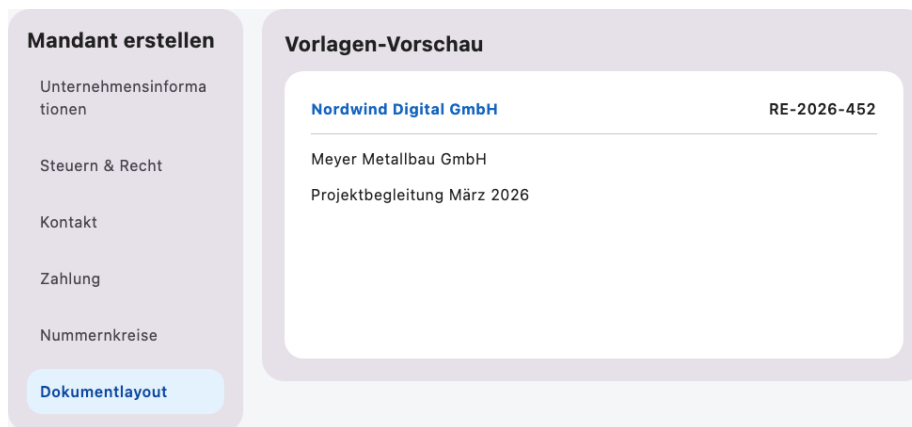 Mandant erstellen
Unternehmensinforma
tionen
Steuern & Recht
Kontakt
Zahlung
Nummernkreise
Dokumentlayout
Vorlagen-Vorschau
Nordwind Digital GmbH RE-2026-452
Meyer Metallbau GmbH
Projektbegleitung März 2026